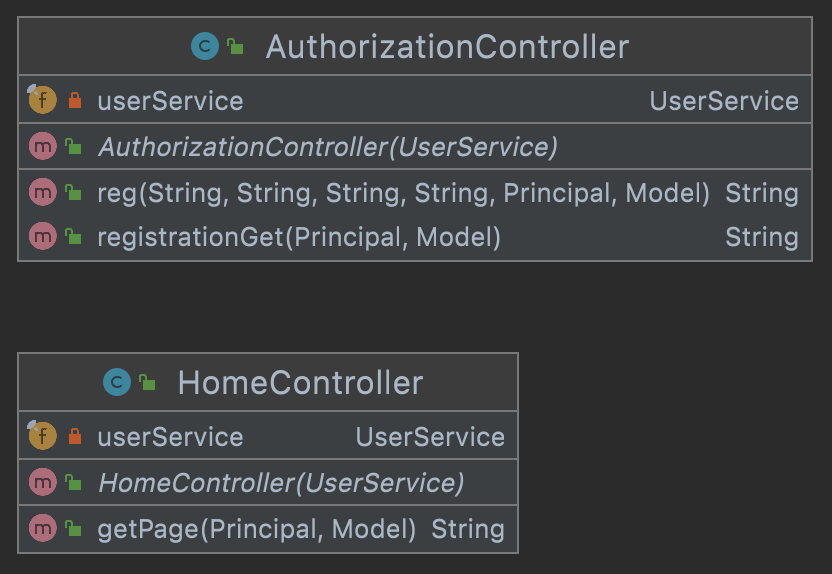 AuthorizationController
userService UserService
AuthorizationController(UserService)
reg(String, String, String, String, Principal, Model) String
registrationGet(Principal, Model) String
HomeController
userService UserService
HomeController(UserService)
getPage(Principal, Model) String